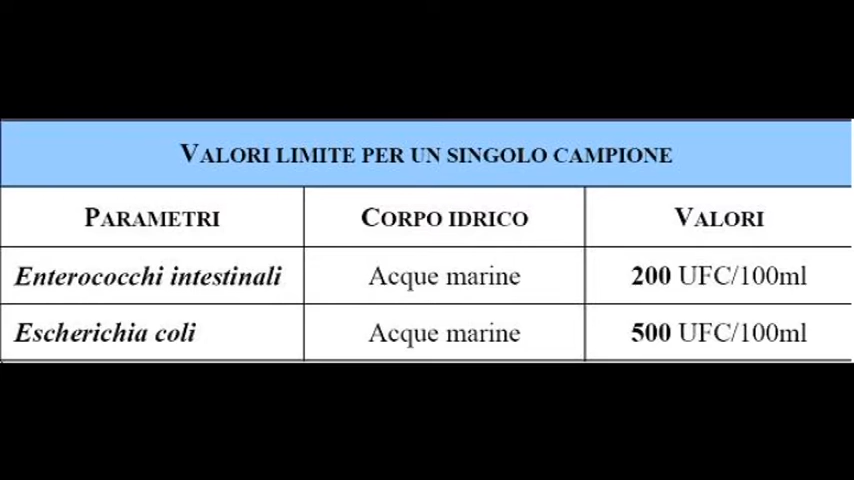 VALORI LIMITE PER UN SINGOLO CAMPIONE
PARAMETRI CORPO IDRICO VALORI
Enterococchi intestinali Acque marine 200 UFC/100ml
Escherichia coli Acque marine 500 UFC/100ml